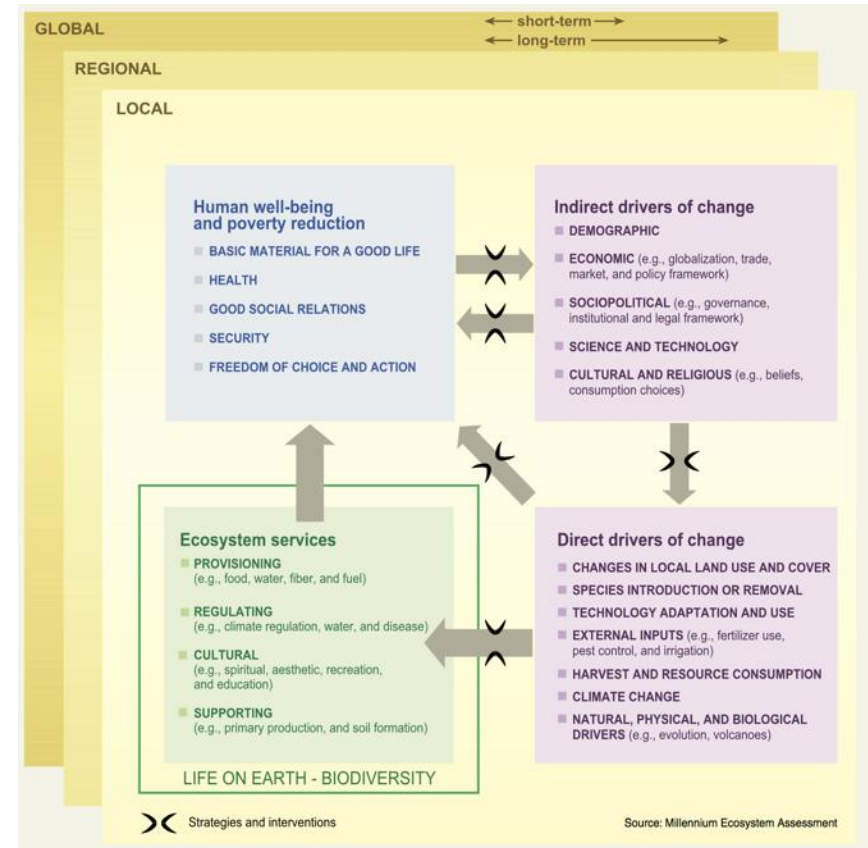 GLOBAL
short-term
long-term
REGIONAL
LOCAL
Human well-being
and poverty reduction
BASIC MATERIAL FOR A GOOD LIFE
HEALTH
GOOD SOCIAL RELATIONS
SECURITY
FREEDOM OF CHOICE AND ACTION
Indirect drivers of change
DEMOGRAPHIC
ECONOMIC (e.g., globalization, trade,
market, and policy framework)
SOCIOPOLITICAL (e.g., governance,
institutional and legal framework)
SCIENCE AND TECHNOLOGY
CULTURAL AND RELIGIOUS (e.g., beliefs,
consumption choices)
Ecosystem services
PROVISIONING
(e.g., food, water, fiber, and fuel)
REGULATING
(e.g., climate regulation, water, and disease)
CULTURAL
(e.g., spiritual, aesthetic, recreation,
and education)
SUPPORTING
(e.g., primary production, and soil formation)
LIFE ON EARTH - BIODIVERSITY
Direct drivers of change
CHANGES IN LOCAL LAND USE AND COVER
SPECIES INTRODUCTION OR REMOVAL
TECHNOLOGY ADAPTATION AND USE
EXTERNAL INPUTS (e.g., fertilizer use,
pest control, and irrigation)
HARVEST AND RESOURCE CONSUMPTION
CLIMATE CHANGE
NATURAL, PHYSICAL, AND BIOLOGICAL
DRIVERS (e.g., evolution, volcanoes)
Strategies and interventions
Source: Millennium Ecosystem Assessment